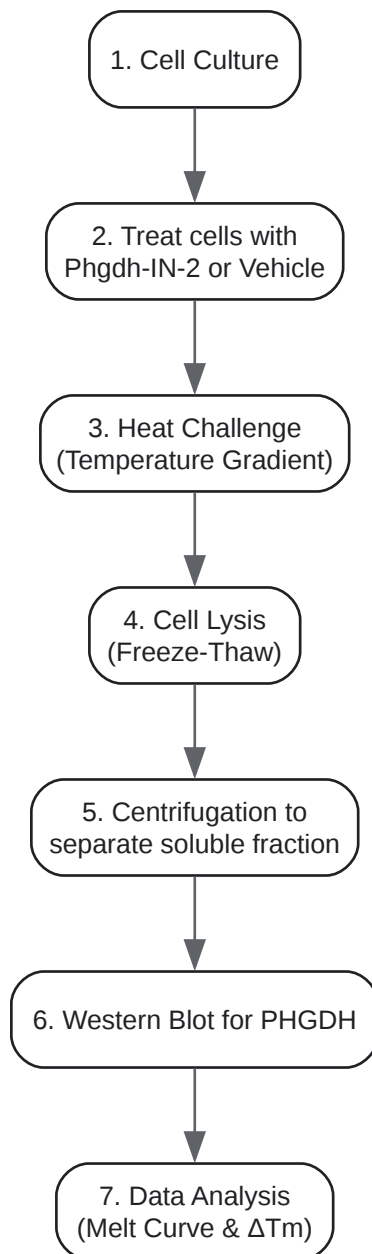 1. Cell Culture
2. Treat cells with
Phgdh-IN-2 or Vehicle
3. Heat Challenge
(Temperature Gradient)
4. Cell Lysis
(Freeze-Thaw)
5. Centrifugation to
separate soluble fraction
6. Western Blot for PHGDH
7. Data Analysis
(Melt Curve & ΔTm)